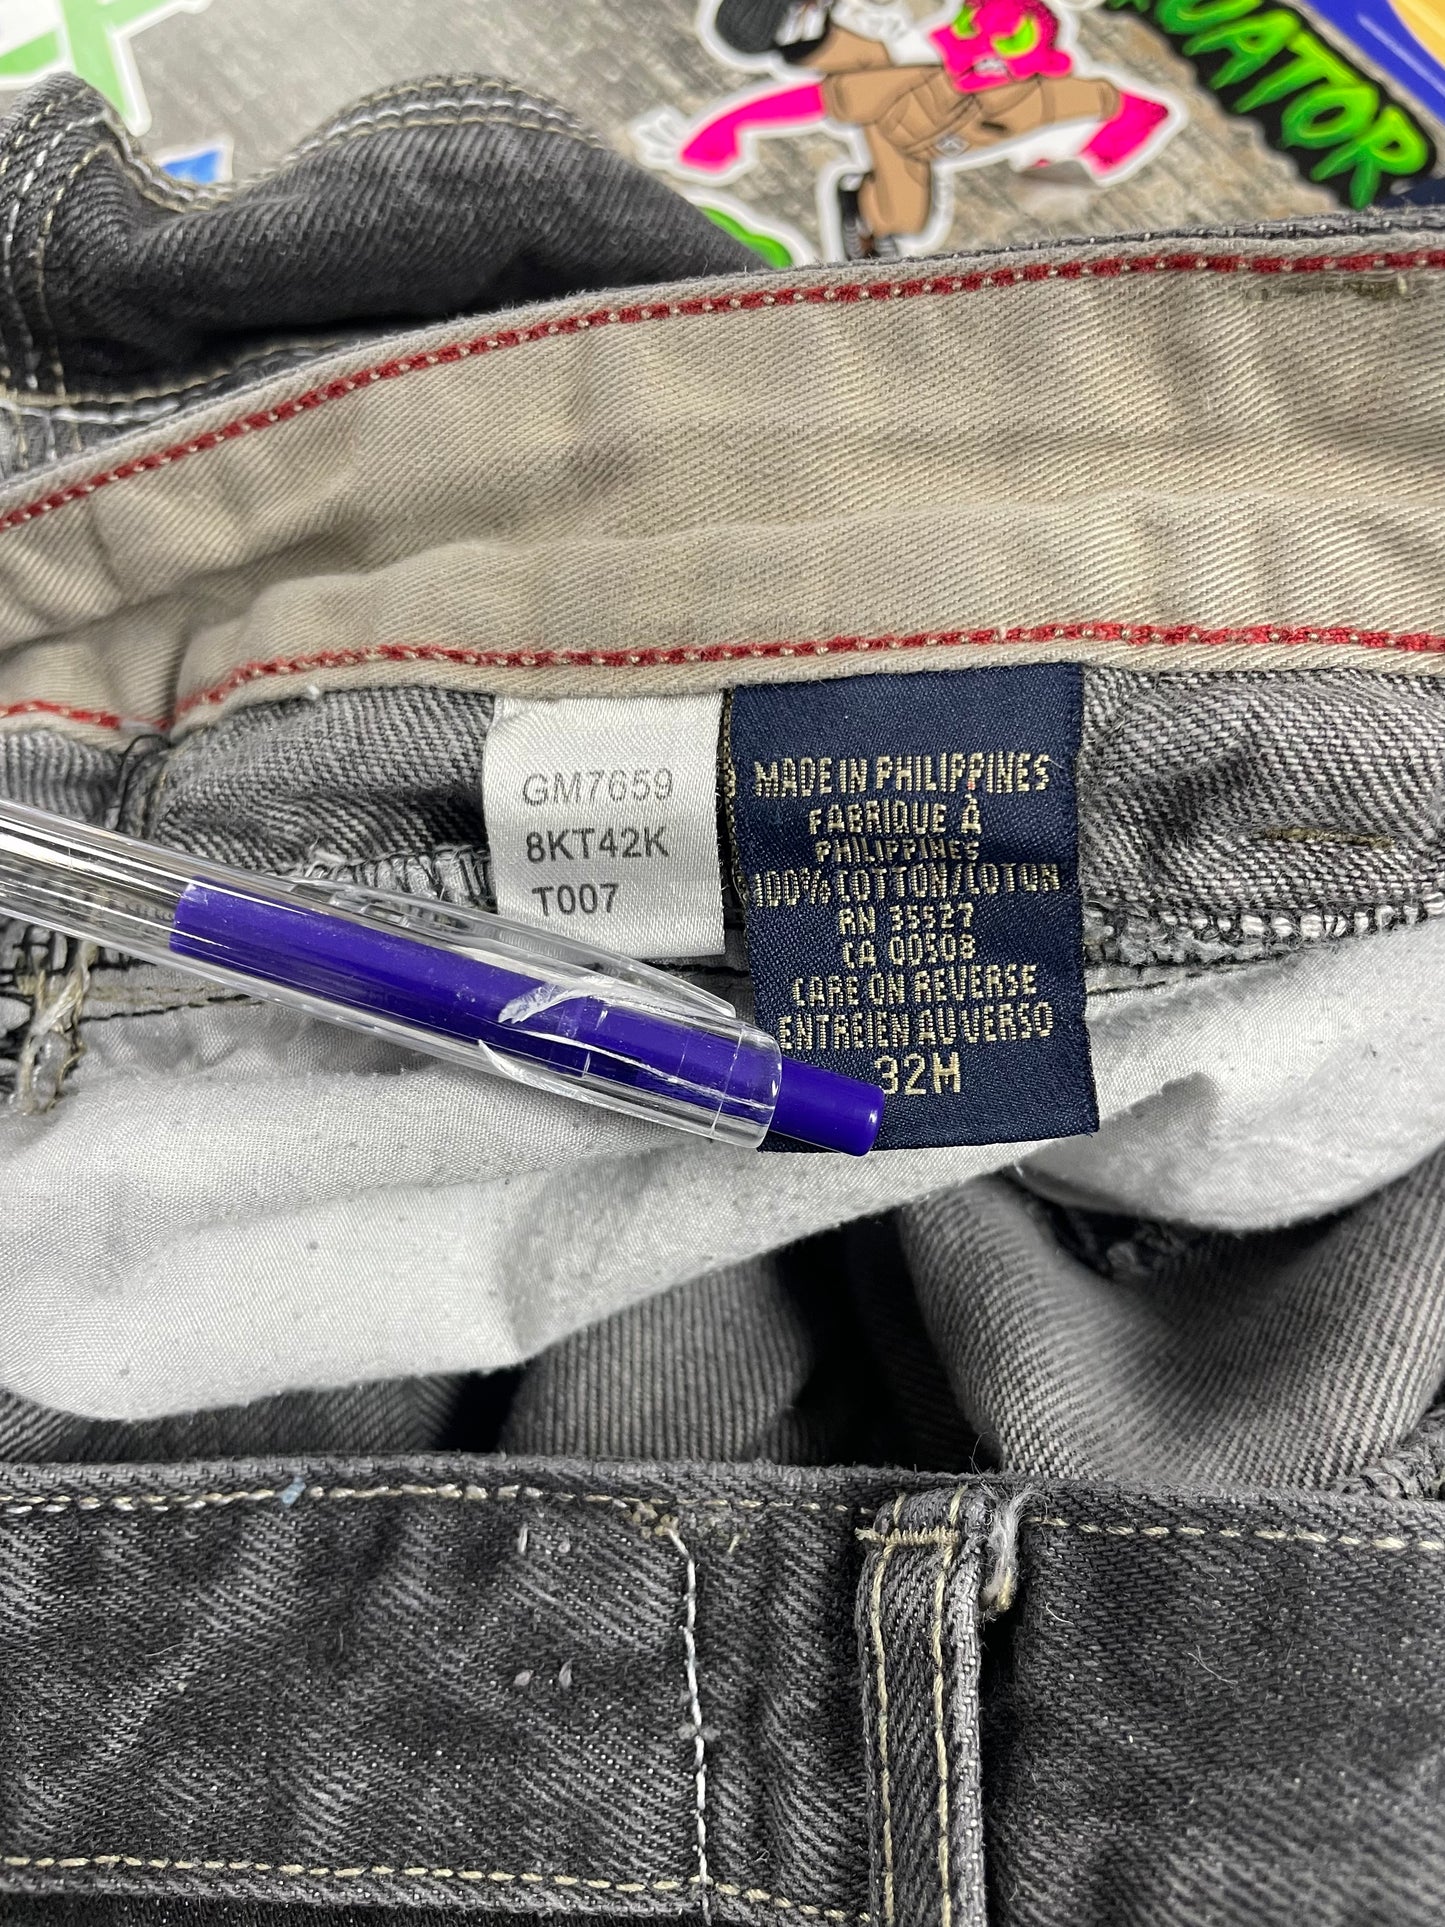 UATOR
GM7659
8KT42K
T007
MADE IN PHILIPPINES
FABRIQUE À
PHILIPPINES
100% COTTON/COTON
RN 35527
CA 00508
CARE ON REVERSE
ENTRETIEN AU VERSO
32M